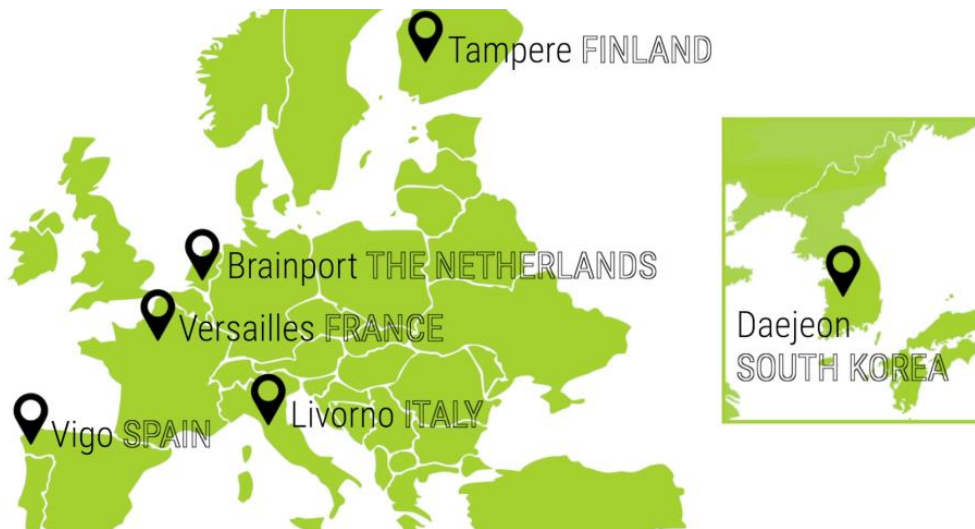 Tampere FINLAND
Brainport THE NETHERLANDS
Versailles FRANCE
Livorno ITALY
Vigo SPAIN
Daejeon
SOUTH KOREA